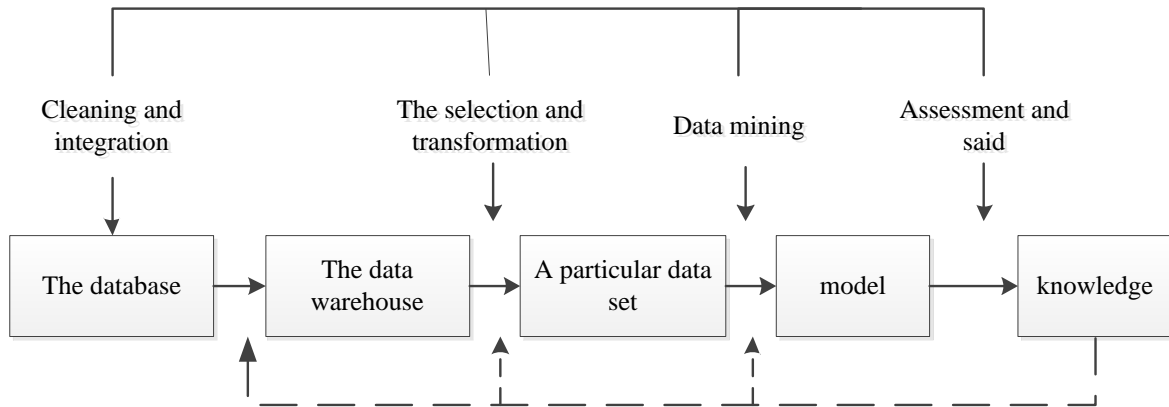 Cleaning and
integration
The selection and
transformation
Data mining
Assessment and
said
The database
The data
warehouse
A particular data
set
model
knowledge